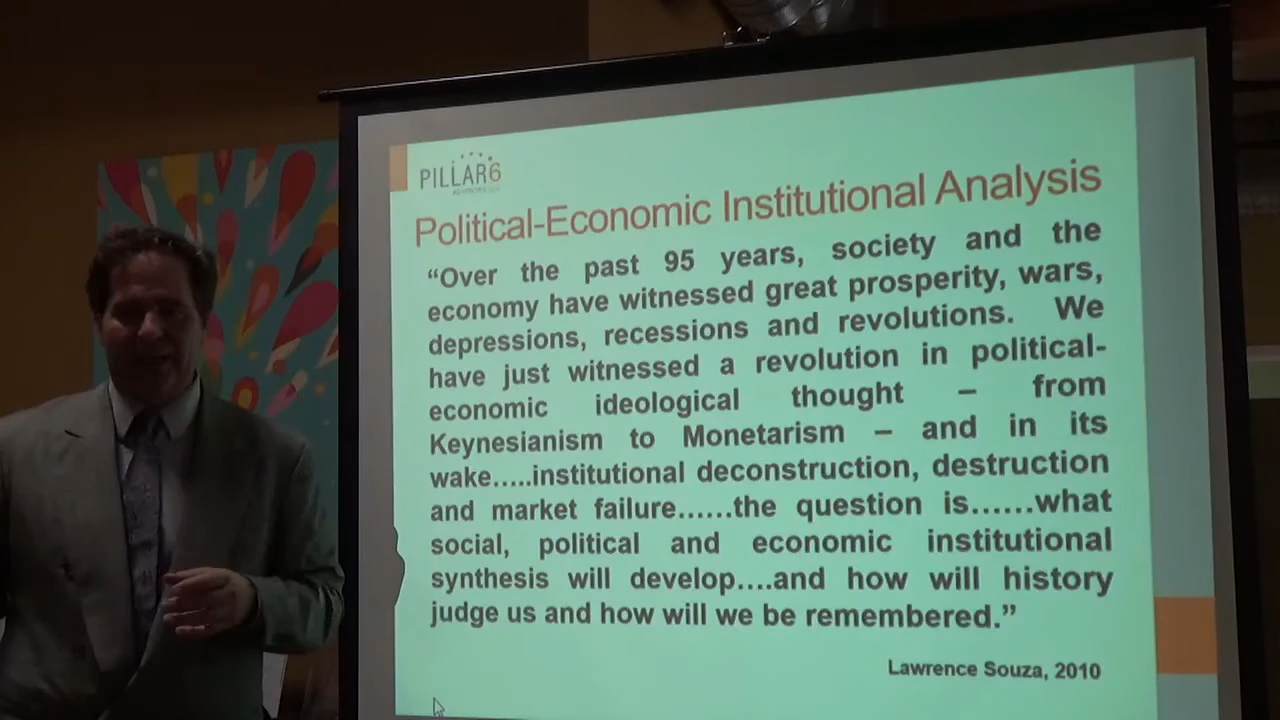 PILLAR6
Political-Economic Institutional Analysis
“Over the past 95 years, society and the
economy have witnessed great prosperity, wars,
depressions, recessions and revolutions. We
have just witnessed a revolution in political-
economic ideological thought – from
Keynesianism to Monetarism – and in its
wake.....institutional deconstruction, destruction
and market failure......the question is......what
social, political and economic institutional
synthesis will develop....and how will history
judge us and how will we be remembered.”
Lawrence Souza, 2010